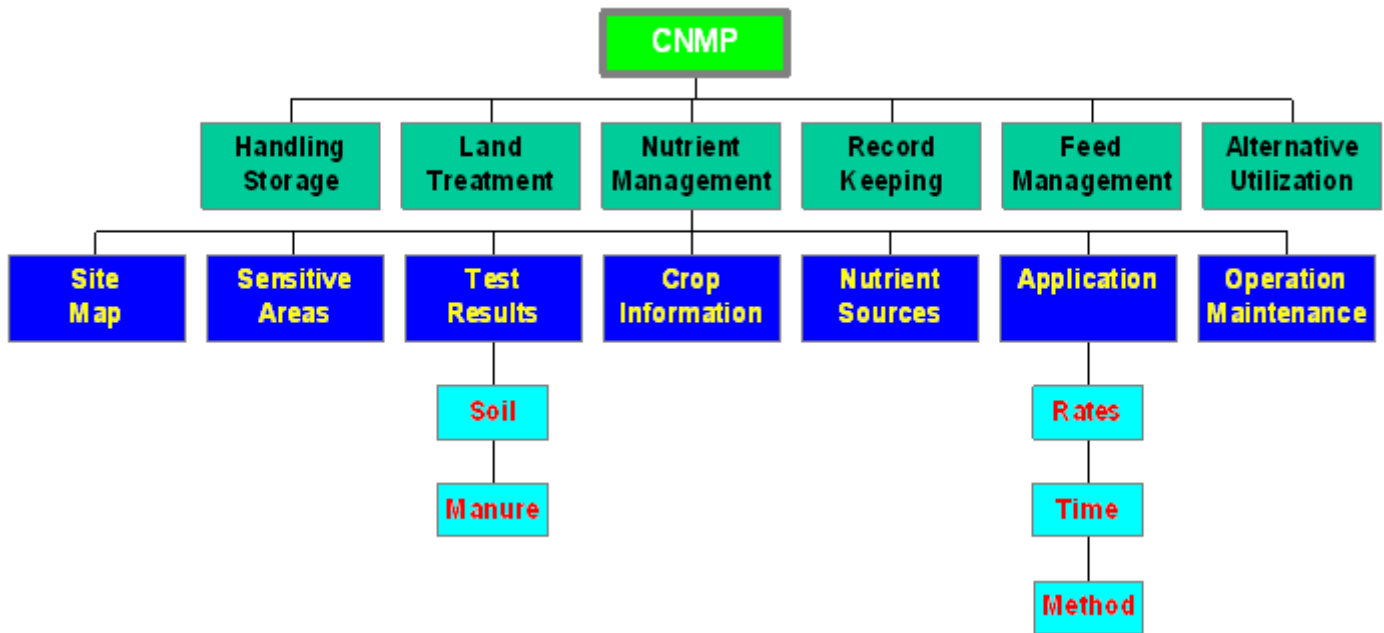 CNMP
Handling
Storage
Land
Treatment
Nutrient
Management
Record
Keeping
Feed
Management
Alternative
Utilization
Site
Map
Sensitive
Areas
Test
Results
Crop
Information
Nutrient
Sources
Application
Operation
Maintenance
Soil
Manure
Rates
Time
Method